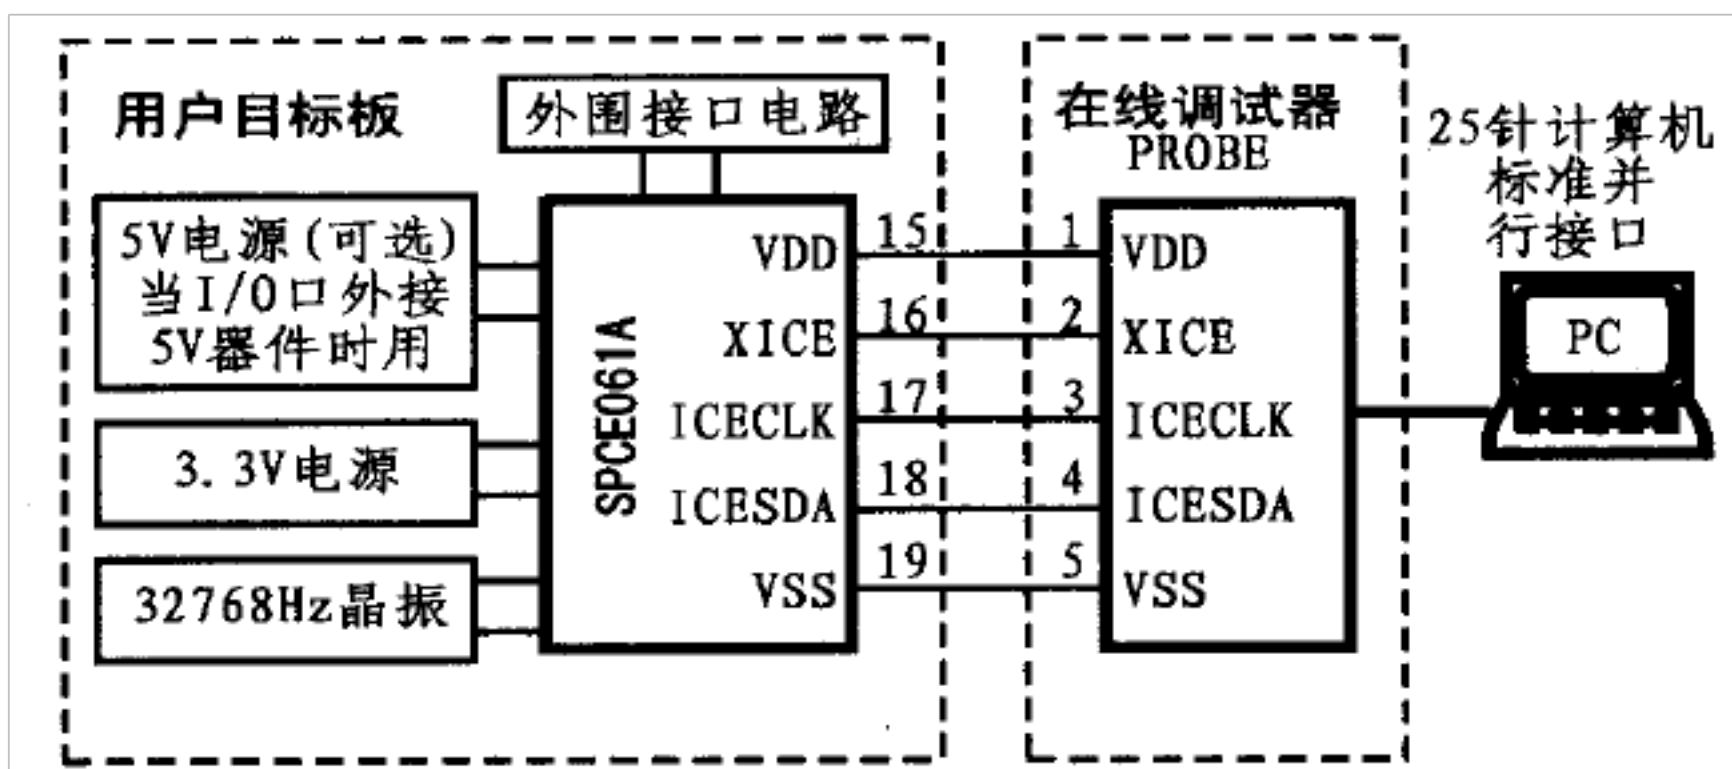 用户目标板
外围接口电路
5V电源(可选)
当I/O口外接
5V器件时用
3.3V电源
32768Hz晶振
SPCE061A
VDD
XICE
ICECLK
ICESDA
VSS
15
16
17
18
19
在线调试器
PROBE
1
2
3
4
5
VDD
XICE
ICECLK
ICESDA
VSS
25针计算机
标准并
行接口
PC